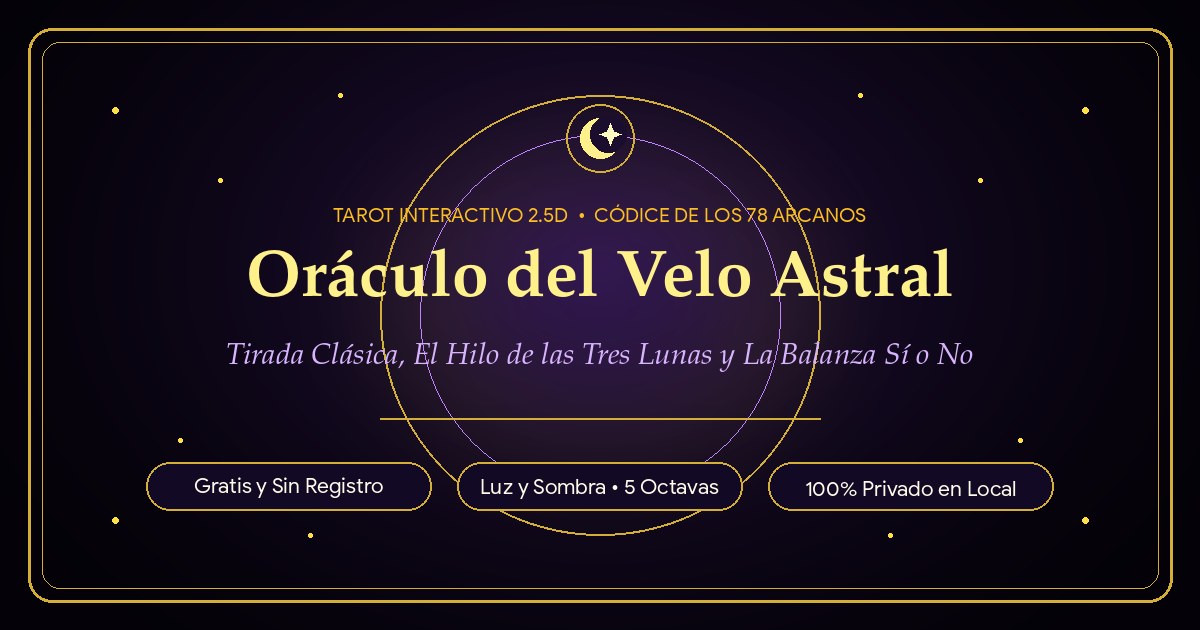 TAROT INTERACTIVO 2.5D • CÓDICE DE LOS 78 ARCANOS
Oráculo del Velo Astral
Tirada Clásica, El Hilo de las Tres Lunas y La Balanza Sí o No
Gratis y Sin Registro
Luz y Sombra • 5 Octavas
100% Privado en Local